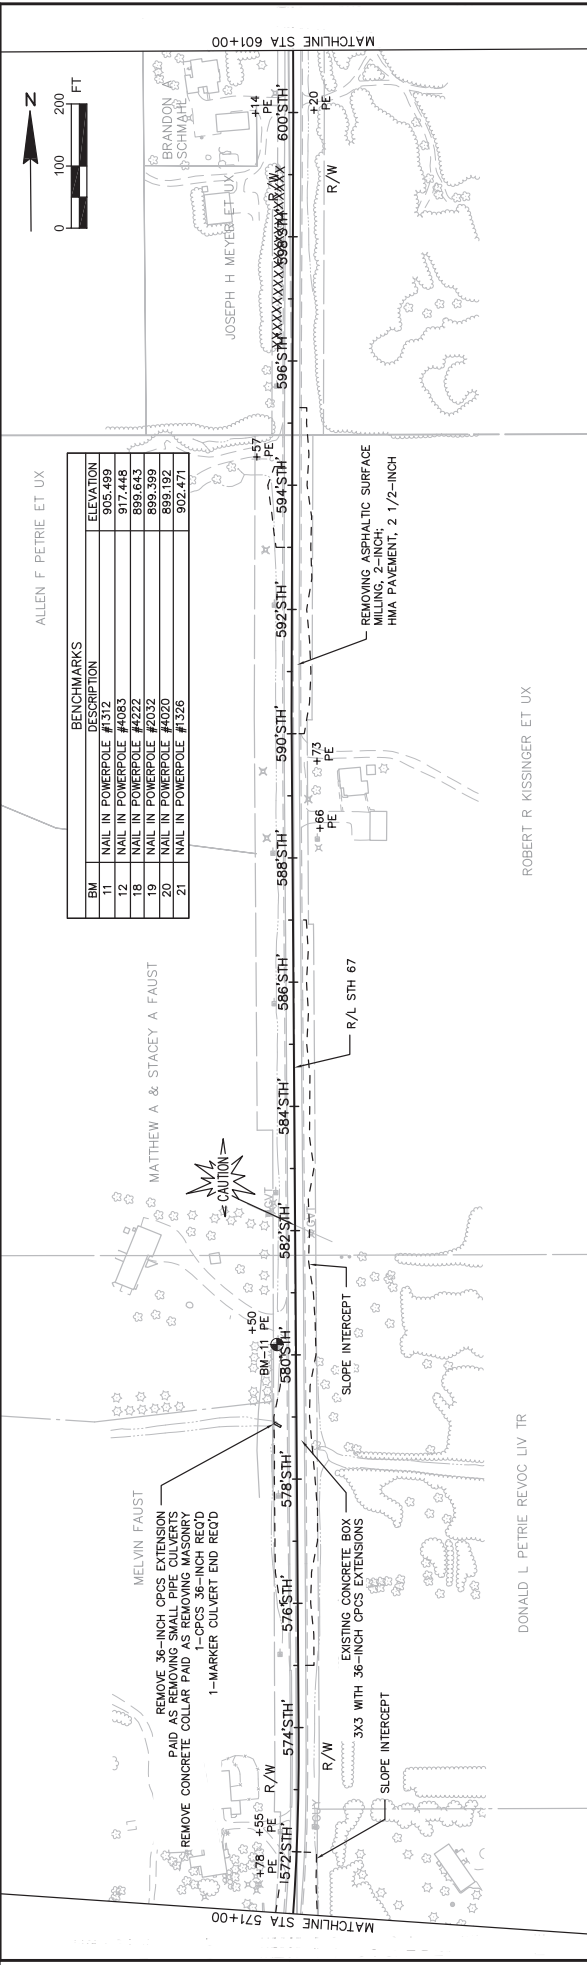 MATCHLINE STA 571+00
MATCHLINE STA 601+00
N
0 100 200
FT
ALLEN F PETRIE ET UX
JOSEPH H MEYER ET UX
BRANDON A
SCHMAHL
MATTHEW A & STACEY A FAUST
MELVIN FAUST
BENCHMARKS
BM DESCRIPTION ELEVATION
11 NAIL IN POWERPOLE #1312 905.499
12 NAIL IN POWERPOLE #4083 917.448
18 NAIL IN POWERPOLE #4222 899.643
19 NAIL IN POWERPOLE #2032 899.399
20 NAIL IN POWERPOLE #4020 899.192
21 NAIL IN POWERPOLE #1326 902.471
REMOVE 36-INCH CPCS EXTENSION
PAID AS REMOVING SMALL PIPE CULVERTS
REMOVE CONCRETE COLLAR PAID AS REMOVING MASONRY
1-CPCS 36-INCH REQ'D
1-MARKER CULVERT END REQ'D
<CAUTION>
+78
PE
+55
PE
R/W
BM-11
+50
PE
+57
PE
R/W
+14
PE
572'STH'
574'STH'
576'STH'
578'STH'
580'STH'
582'STH'
584'STH'
586'STH'
588'STH'
590'STH'
592'STH'
594'STH'
596'STH'
598'STH'
600'STH'
XXXXXXXXXXXXXXXXXXXX
R/W
+66
PE
+73
PE
R/W
+20
PE
SLOPE INTERCEPT
EXISTING CONCRETE BOX
3X3 WITH 36-INCH CPCS EXTENSIONS
SLOPE INTERCEPT
R/L STH 67
REMOVING ASPHALTIC SURFACE
MILLING, 2-INCH;
HMA PAVEMENT, 2 1/2-INCH
DONALD L PETRIE REVOC LIV TR
ROBERT R KISSINGER ET UX